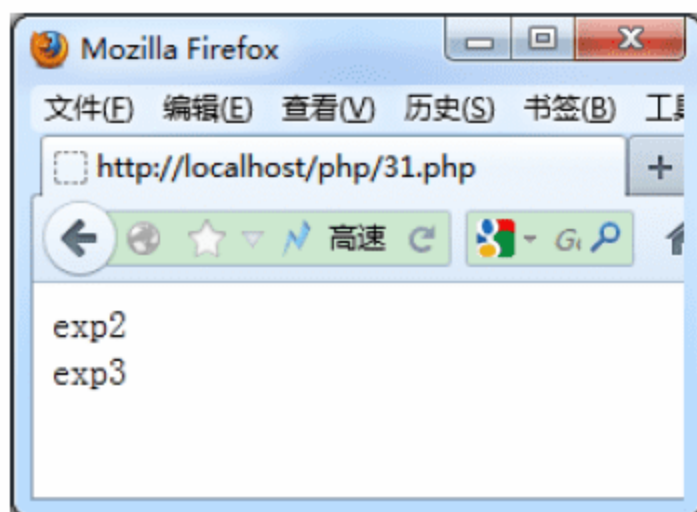 Mozilla Firefox
文件(F) 编辑(E) 查看(V) 历史(S) 书签(B)
http://localhost/php/31.php
高速
exp2
exp3